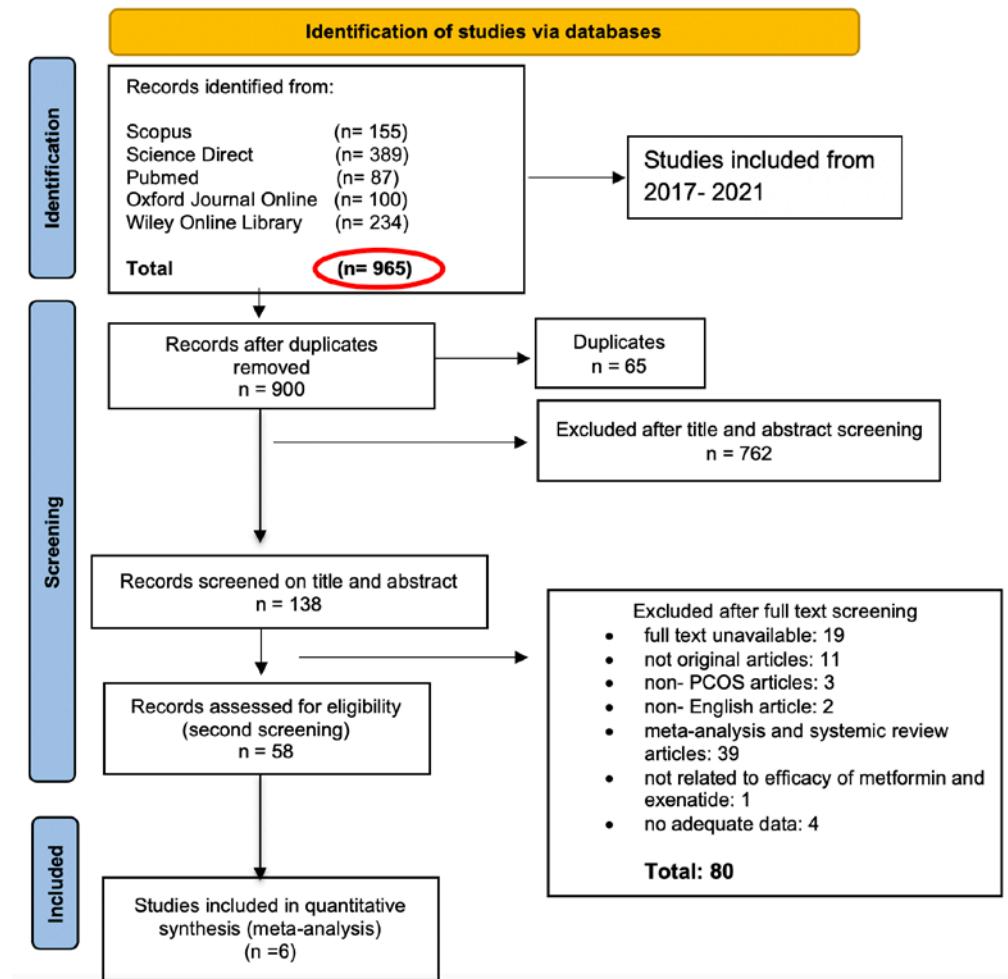 Identification of studies via databases
Identification
Records identified from:
Scopus (n= 155)
Science Direct (n= 389)
Pubmed (n= 87)
Oxford Journal Online (n= 100)
Wiley Online Library (n= 234)
Total (n= 965)
Studies included from
2017- 2021
Screening
Records after duplicates
removed
n = 900
Duplicates
n = 65
Excluded after title and abstract screening
n = 762
Records screened on title and abstract
n = 138
Excluded after full text screening
• full text unavailable: 19
• not original articles: 11
• non- PCOS articles: 3
• non- English article: 2
• meta-analysis and systemic review
articles: 39
• not related to efficacy of metformin and
exenatide: 1
• no adequate data: 4
Total: 80
Records assessed for eligibility
(second screening)
n = 58
Included
Studies included in quantitative
synthesis (meta-analysis)
(n =6)